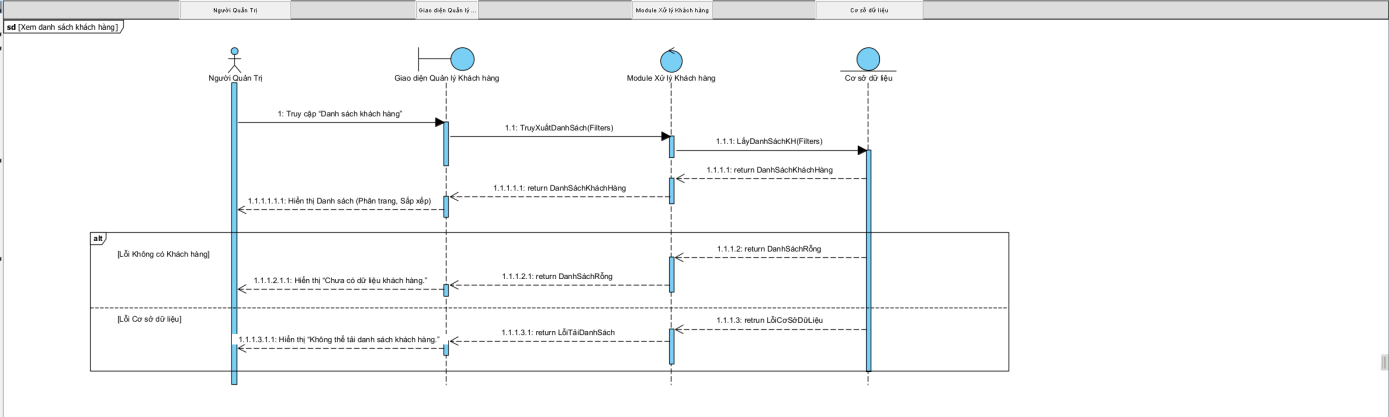 Người Quản Trị
Giao diện Quản lý ...
Module Xử lý Khách hàng
Cơ sở dữ liệu
sd [Xem danh sách khách hàng]
Người Quản Trị
Giao diện Quản lý Khách hàng
Module Xử lý Khách hàng
Cơ sở dữ liệu
1: Truy cập "Danh sách khách hàng"
1.1: TruyXuấtDanhSách(Filters)
1.1.1: LấyDanhSáchKH(Filters)
1.1.1.1: return DanhSáchKháchHàng
1.1.1.1.1: return DanhSáchKháchHàng
1.1.1.1.1.1: Hiển thị Danh sách (Phân trang, Sắp xếp)
alt
[Lỗi Không có Khách hàng]
1.1.1.2: return DanhSáchRỗng
1.1.1.2.1: return DanhSáchRỗng
1.1.1.2.1.1: Hiển thị "Chưa có dữ liệu khách hàng."
[Lỗi Cơ sở dữ liệu]
1.1.1.3: retrun LỗiCơSởDữLiệu
1.1.1.3.1: return LỗiTảiDanhSách
1.1.1.3.1.1: Hiển thị "Không thể tải danh sách khách hàng."